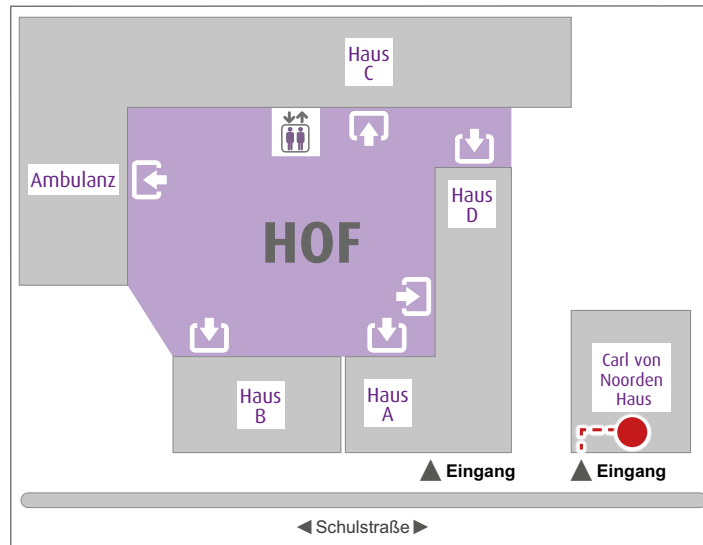 Haus
C
Ambulanz
Haus
D
HOF
Carl von
Noorden
Haus
Haus
B
Haus
A
Eingang
Eingang
Schulstraße